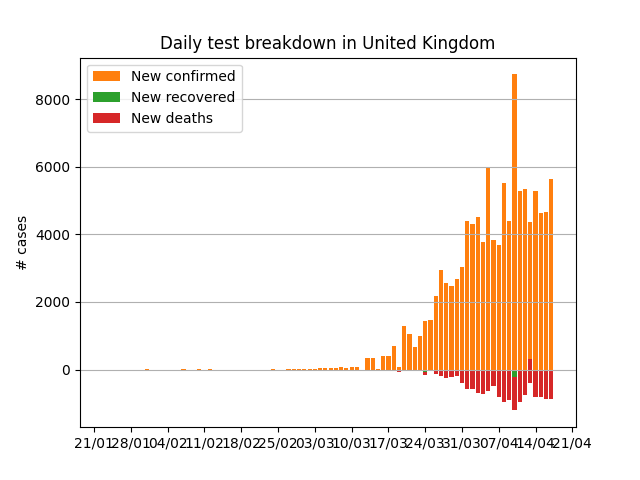 Daily test breakdown in United Kingdom
New confirmed
New recovered
New deaths
# cases
8000
6000
4000
2000
0
21/01 28/01 04/02 11/02 18/02 25/02 03/03 10/03 17/03 24/03 31/03 07/04 14/04 21/04